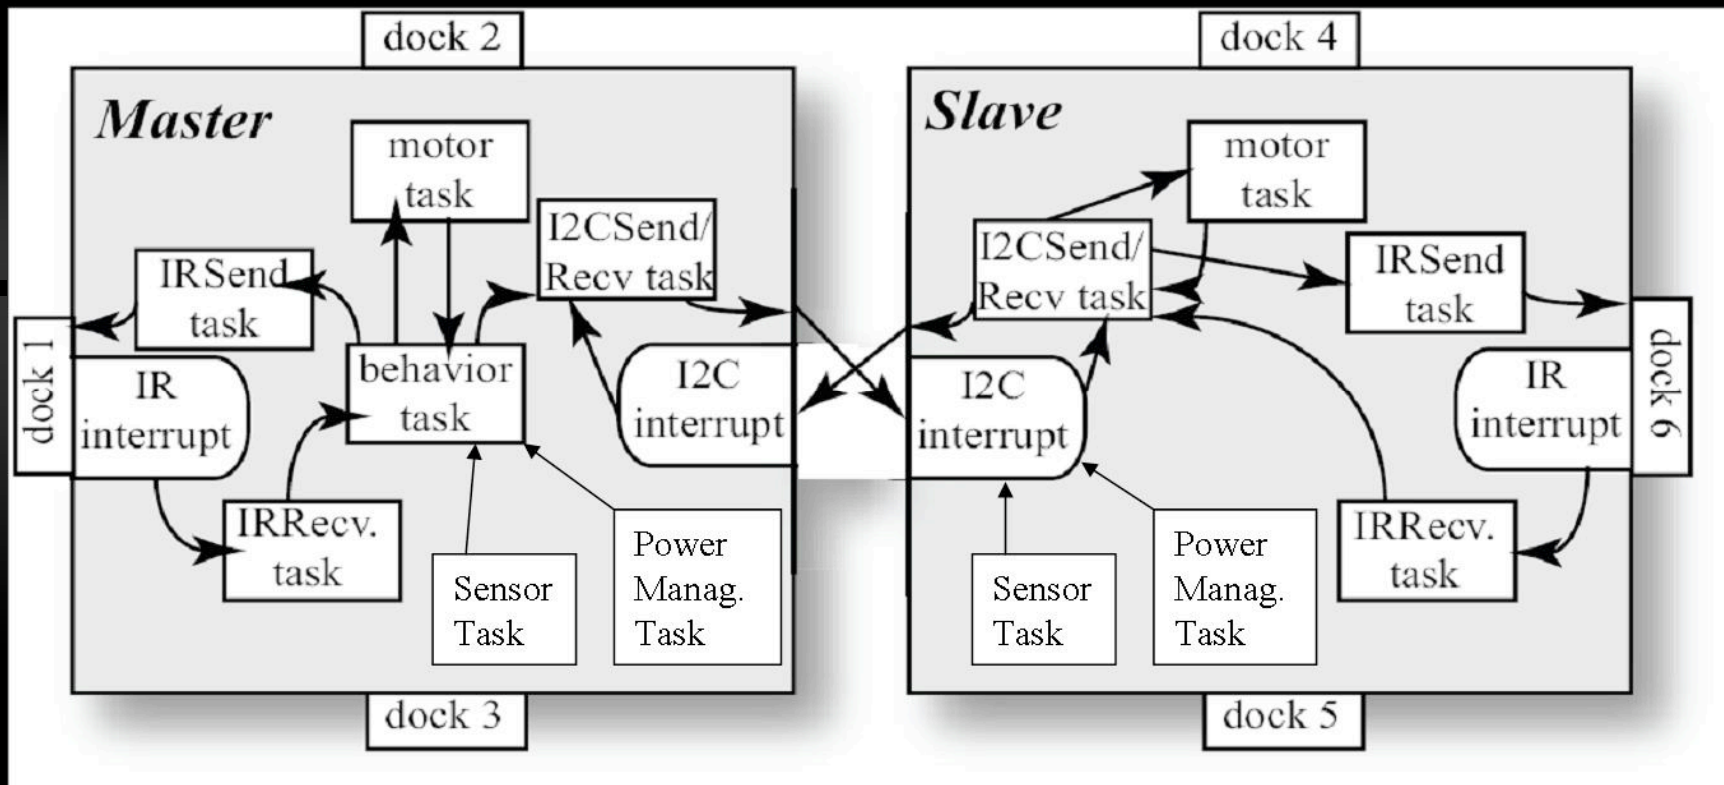 dock 2
dock 4
Master
motor
task
I2CSend/
Recv task
IRSend
task
dock 1
IR
interrupt
behavior
task
I2C
interrupt
IRRecv.
task
Sensor
Task
Power
Manag.
Task
dock 3
Slave
motor
task
I2CSend/
Recv task
IRSend
task
I2C
interrupt
IR
interrupt
dock 6
IRRecv.
task
Sensor
Task
Power
Manag.
Task
dock 5